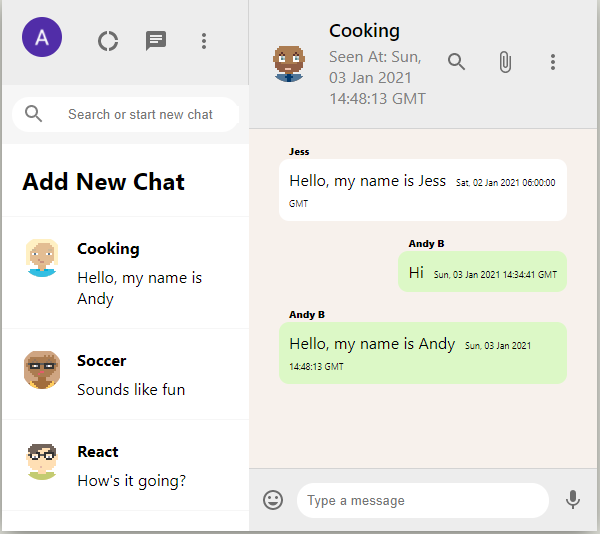 A
Search or start new chat
Add New Chat
Cooking
Hello, my name is
Andy
Soccer
Sounds like fun
React
How's it going?
Cooking
Seen At: Sun,
03 Jan 2021
14:48:13 GMT
Jess
Hello, my name is Jess Sat, 02 Jan 2021 06:00:00
GMT
Andy B
Hi Sun, 03 Jan 2021 14:34:41 GMT
Andy B
Hello, my name is Andy Sun, 03 Jan 2021
14:48:13 GMT
Type a message